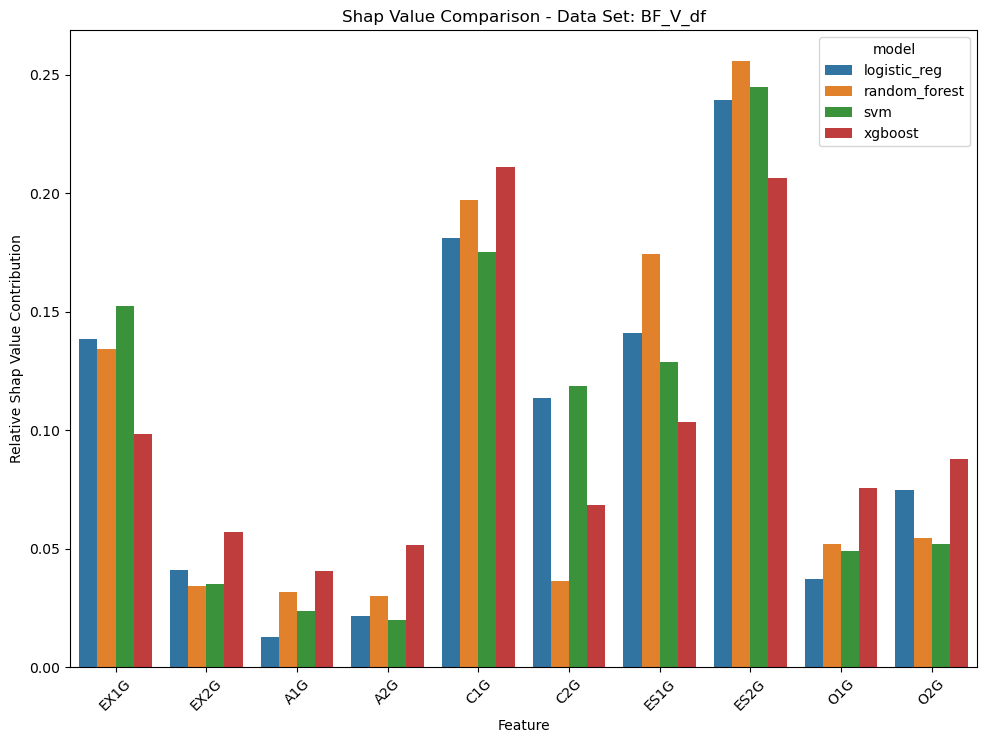 Shap Value Comparison - Data Set: BF_V_df
model
logistic_reg
random_forest
svm
xgboost
Relative Shap Value Contribution
0.25
0.20
0.15
0.10
0.05
0.00
EX1G
EX2G
A1G
A2G
C1G
C2G
ES1G
ES2G
O1G
O2G
Feature